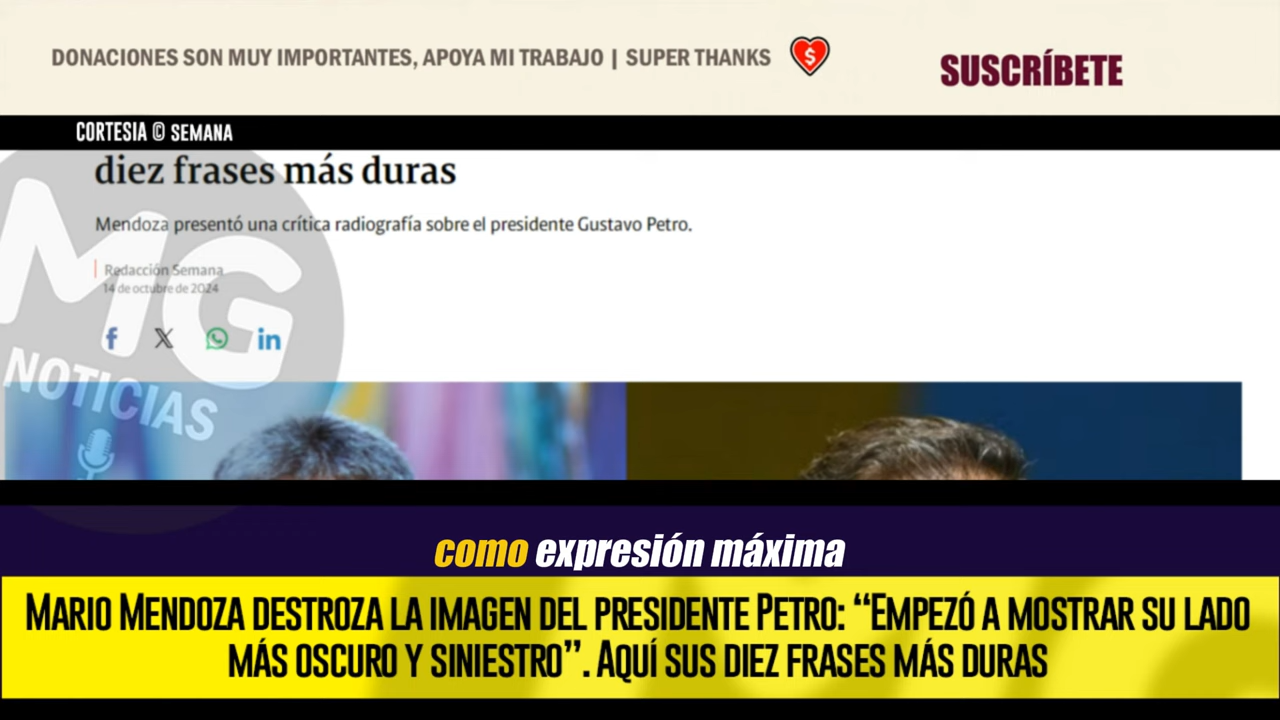 DONACIONES SON MUY IMPORTANTES, APOYA MI TRABAJO | SUPER THANKS
$
SUSCRÍBETE
CORTESIA © SEMANA
diez frases más duras
Mendoza presentó una crítica radiografía sobre el presidente Gustavo Petro.
Redacción Semana
14 de octubre de 2024
MG
NOTICIAS
como expresión máxima
MARIO MENDOZA DESTROZA LA IMAGEN DEL PRESIDENTE PETRO: “EMPEZÓ A MOSTRAR SU LADO
MÁS OSCURO Y SINIESTRO”. AQUÍ SUS DIEZ FRASES MÁS DURAS